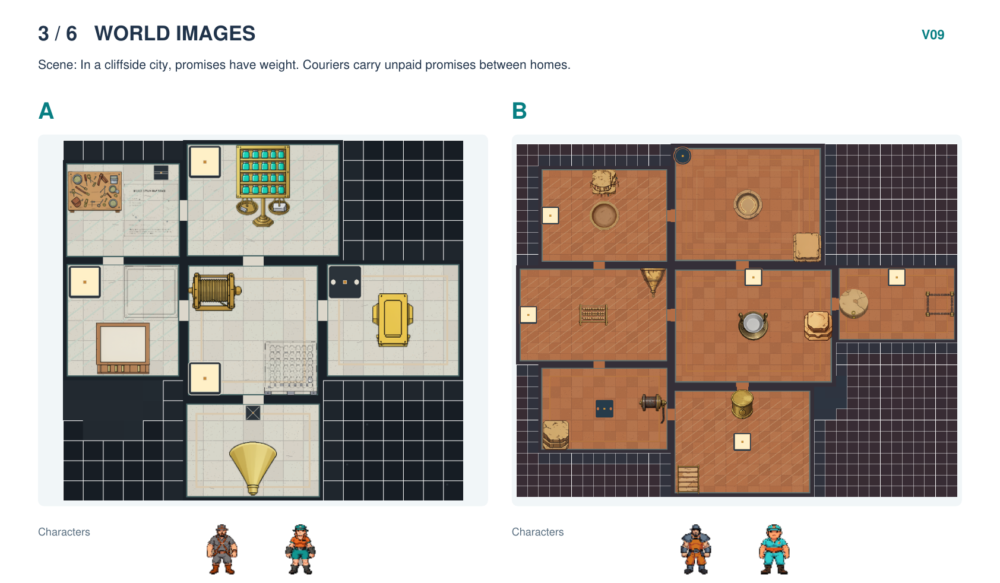 3 / 6 WORLD IMAGES
V09
Scene: In a cliffside city, promises have weight. Couriers carry unpaid promises between homes.
A
B
Characters
Characters